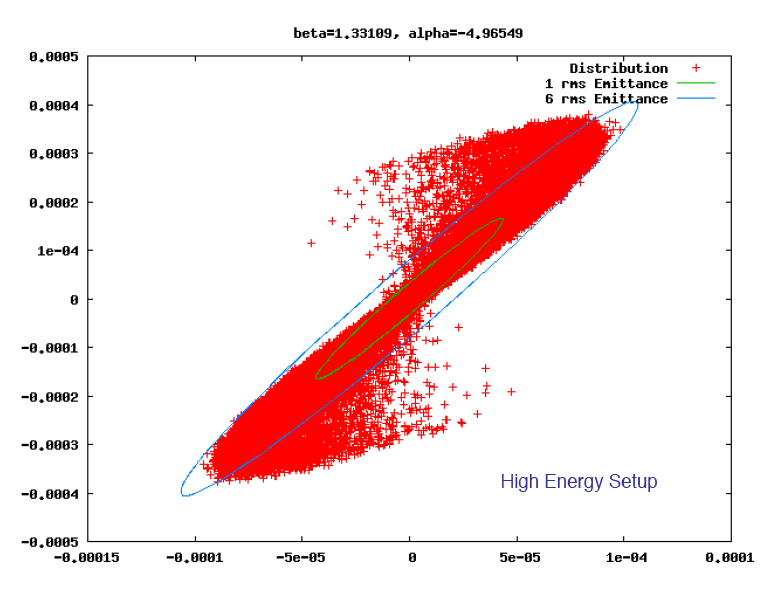 beta=1.33109, alpha=-4.96549
0.0005
Distribution
1 rms Emittance
0.0004
6 rms Emittance
0.0003
0.0002
1e-04
0
-0.0001
-0.0002
-0.0003
High Energy Setup
-0.0004
-0.0005
-0.00015 -0.0001 -5e-05 0 5e-05 1e-04 0.0001